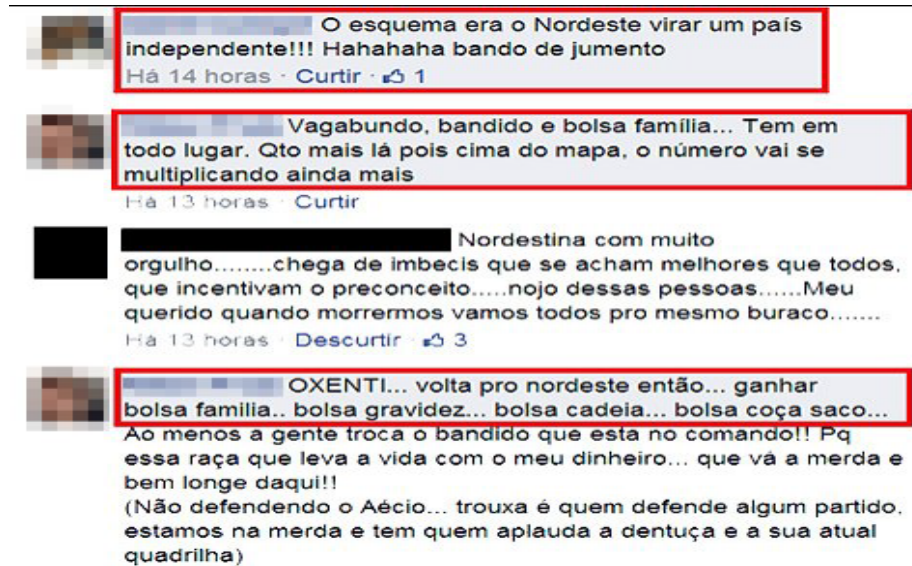 O esquema era o Nordeste virar um país
independente!!! Hahahaha bando de jumento
Há 14 horas · Curtir · 1
Vagabundo, bandido e bolsa família... Tem em
todo lugar. Qto mais lá pois cima do mapa, o número vai se
multiplicando ainda mais
Há 13 horas · Curtir
Nordestina com muito
orgulho........chega de imbecis que se acham melhores que todos,
que incentivam o preconceito.....nojo dessas pessoas......Meu
querido quando morrermos vamos todos pro mesmo buraco.......
Há 13 horas · Descurtir · 3
OXENTI... volta pro nordeste então... ganhar
bolsa familia.. bolsa gravidez... bolsa cadeia... bolsa coça saco...
Ao menos a gente troca o bandido que esta no comando!! Pq
essa raça que leva a vida com o meu dinheiro... que vá a merda e
bem longe daqui!!
(Não defendendo o Aécio... trouxa é quem defende algum partido,
estamos na merda e tem quem aplauda a dentuça e a sua atual
quadrilha)